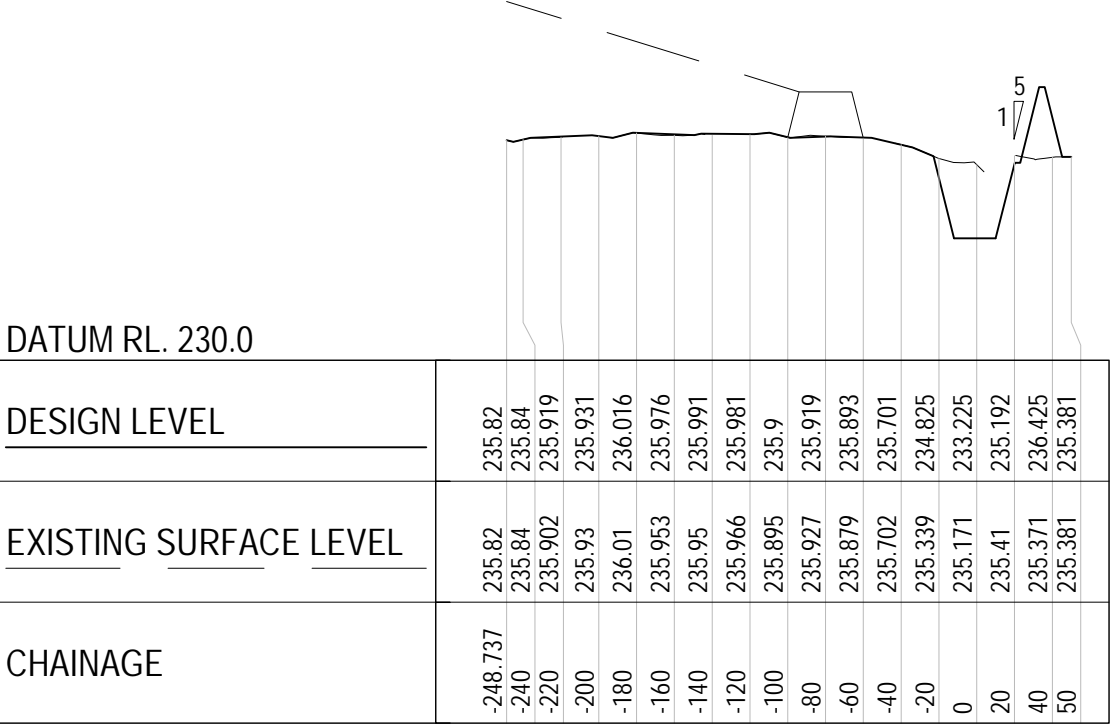 5
1
DATUM RL. 230.0
DESIGN LEVEL 235.82 235.84 235.919 235.931 236.016 235.976 235.991 235.981 235.9 235.919 235.893 235.701 234.825 233.225 235.192 236.425 235.381
EXISTING SURFACE LEVEL 235.82 235.84 235.902 235.93 236.01 235.953 235.95 235.966 235.895 235.927 235.879 235.702 235.339 235.171 235.41 235.371 235.381
CHAINAGE -248.737 -240 -220 -200 -180 -160 -140 -120 -100 -80 -60 -40 -20 0 20 40 50